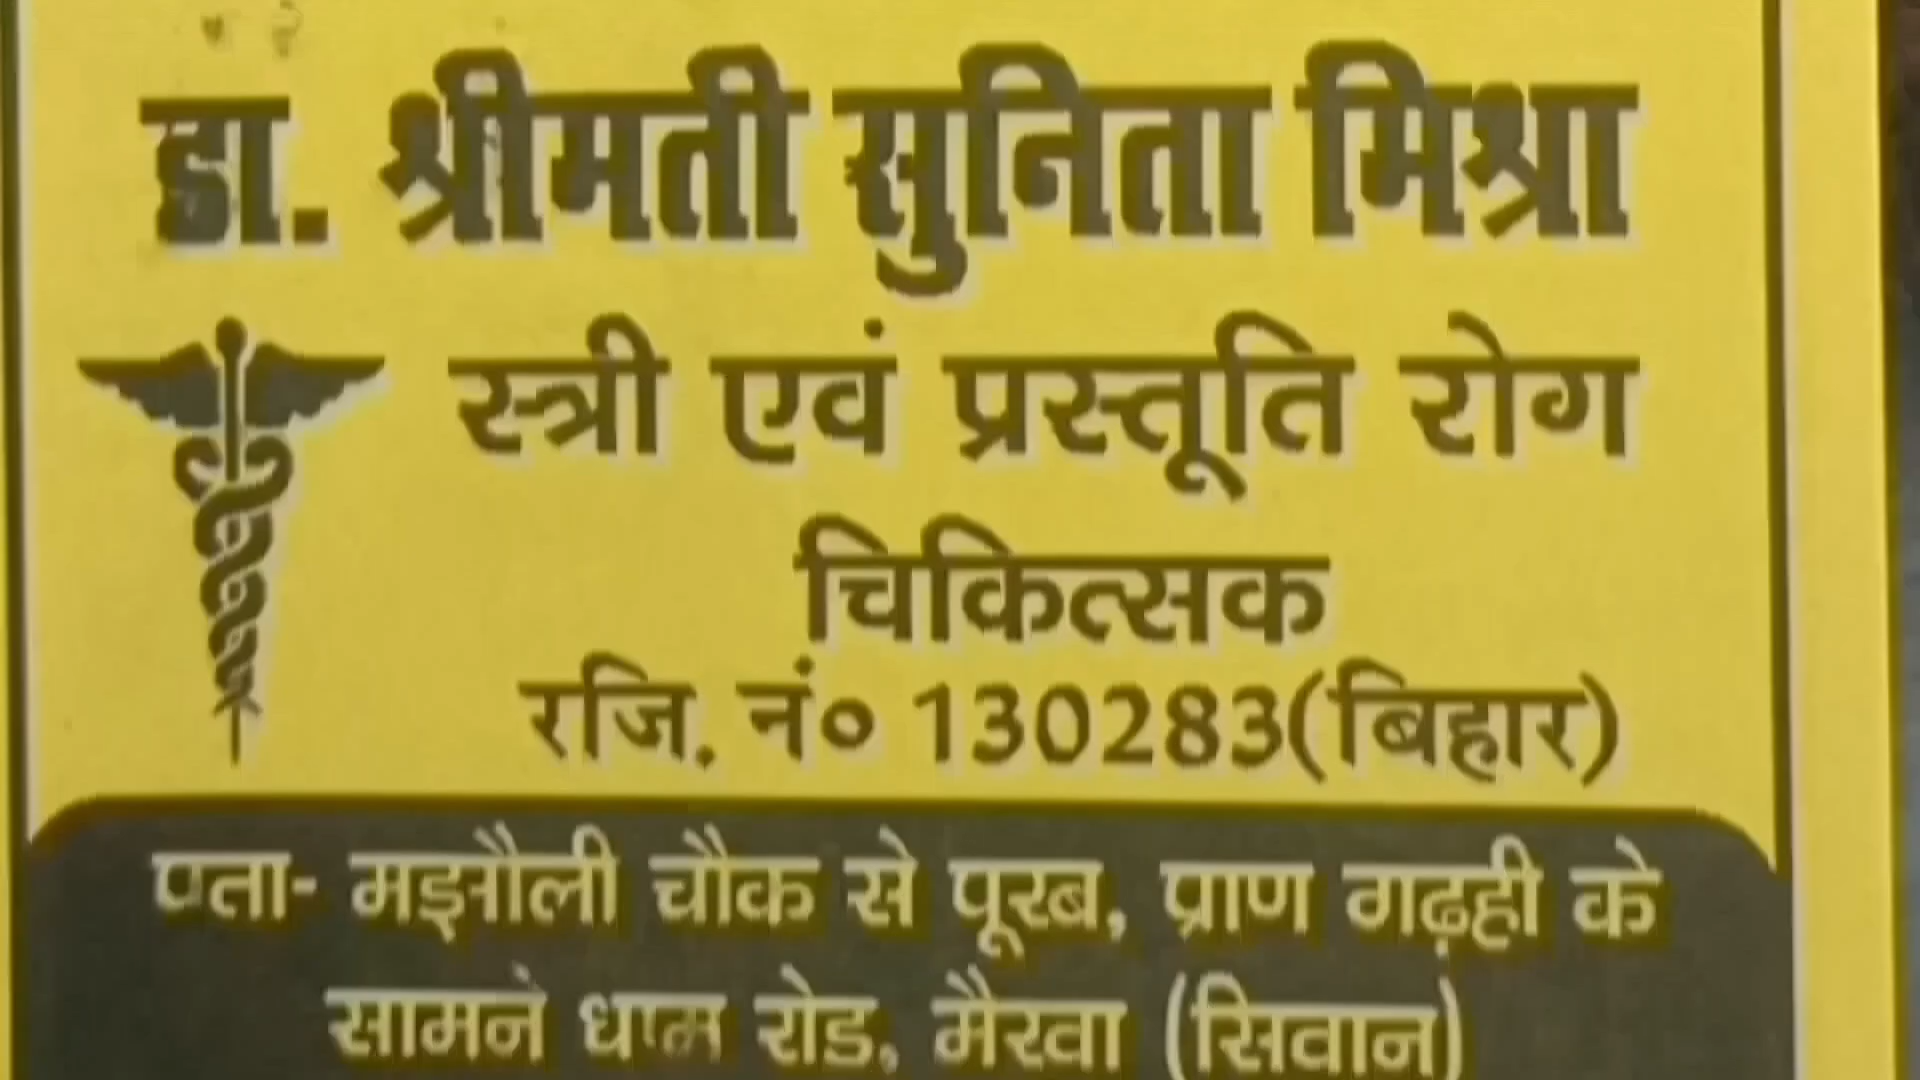 डा. श्रीमती सुनिता मिश्रा
स्त्री एवं प्रस्तूति रोग
चिकित्सक
रजि. नं० 130283(बिहार)
पता- मझौली चौक से पूरब, प्राण गढ़ही के
सामने धाम रोड, मैरवा (सिवान)